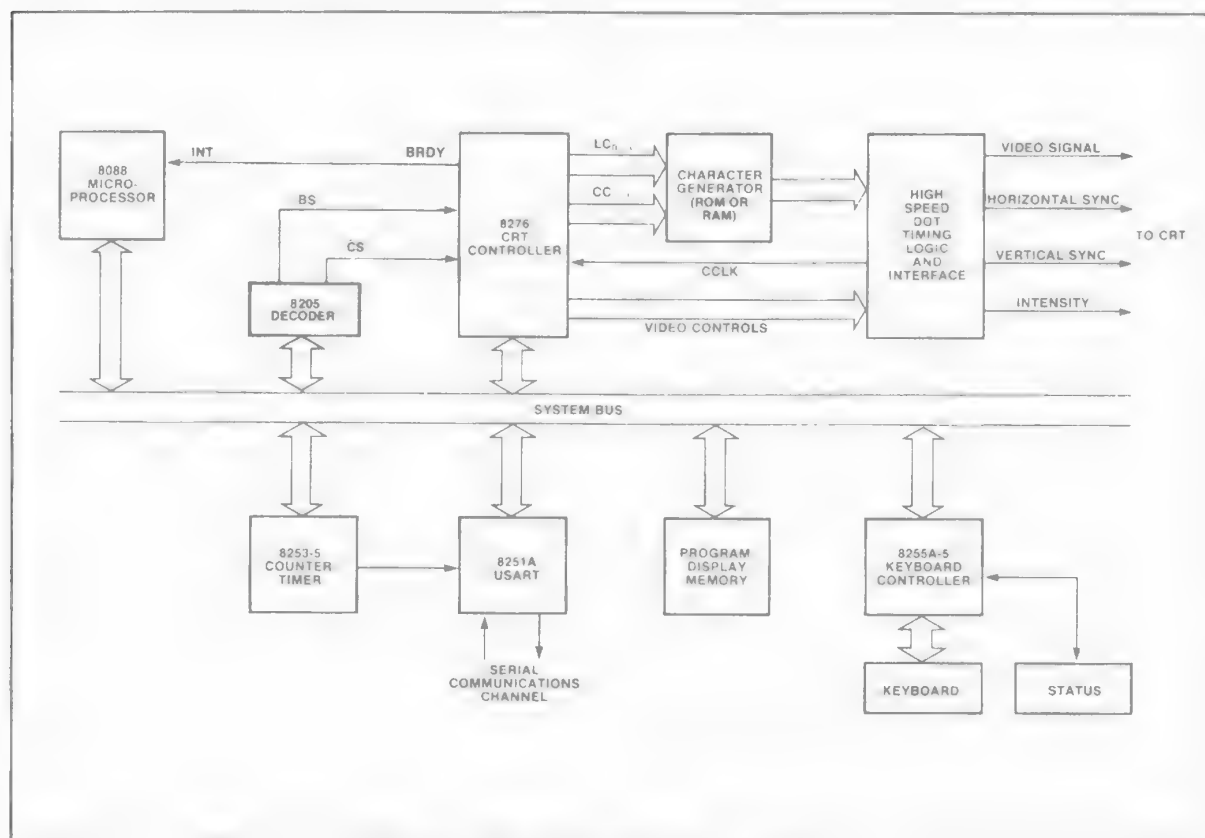 8088
MICRO-
PROCESSOR
INT
BRDY
BS
CS
8205
DECODER
8276
CRT
CONTROLLER
LC
CC
CHARACTER
GENERATOR
(ROM OR
RAM)
CCLK
VIDEO CONTROLS
HIGH
SPEED
DOT
TIMING
LOGIC
AND
INTERFACE
VIDEO SIGNAL
HORIZONTAL SYNC
VERTICAL SYNC
INTENSITY
TO CRT
SYSTEM BUS
8253-5
COUNTER
TIMER
8251A
USART
SERIAL
COMMUNICATIONS
CHANNEL
PROGRAM
DISPLAY
MEMORY
8255A-5
KEYBOARD
CONTROLLER
KEYBOARD
STATUS